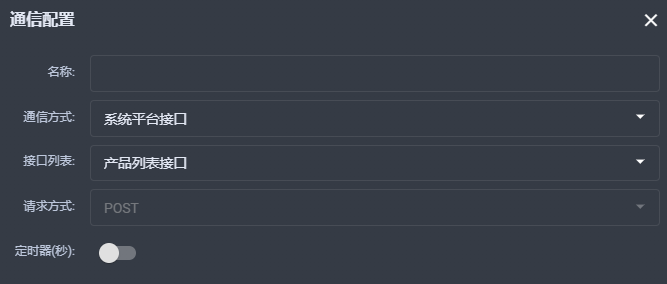 通信配置
名称:
通信方式: 系统平台接口
接口列表: 产品列表接口
请求方式: POST
定时器(秒):